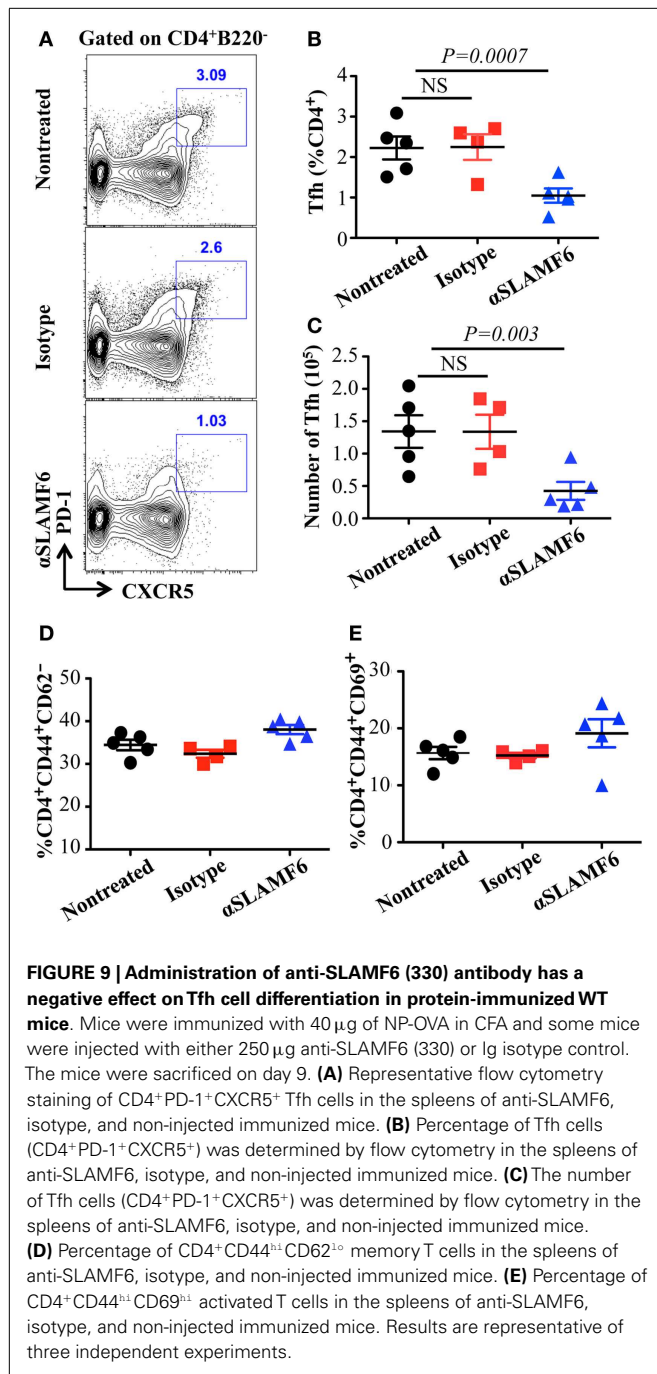 A
Gated on CD4+B220-
Nontreated
3.09
Isotype
2.6
αSLAMF6
1.03
PD-1
CXCR5
B
P=0.0007
NS
Tfh (%CD4+)
4
3
2
1
0
Nontreated
Isotype
αSLAMF6
C
P=0.003
NS
Number of Tfh (10⁵)
2.5
2.0
1.5
1.0
0.5
0.0
Nontreated
Isotype
αSLAMF6
D
%CD4+CD44+CD62-
50
40
30
20
10
Nontreated
Isotype
αSLAMF6
E
%CD4+CD44+CD69+
30
20
10
0
Nontreated
Isotype
αSLAMF6
FIGURE 9 | Administration of anti-SLAMF6 (330) antibody has a
negative effect on Tfh cell differentiation in protein-immunized WT
mice. Mice were immunized with 40 μg of NP-OVA in CFA and some mice
were injected with either 250 μg anti-SLAMF6 (330) or Ig isotype control.
The mice were sacrificed on day 9. (A) Representative flow cytometry
staining of CD4+PD-1+CXCR5+ Tfh cells in the spleens of anti-SLAMF6,
isotype, and non-injected immunized mice. (B) Percentage of Tfh cells
(CD4+PD-1+CXCR5+) was determined by flow cytometry in the spleens of
anti-SLAMF6, isotype, and non-injected immunized mice. (C) The number
of Tfh cells (CD4+PD-1+CXCR5+) was determined by flow cytometry in the
spleens of anti-SLAMF6, isotype, and non-injected immunized mice.
(D) Percentage of CD4+CD44hiCD62lo memory T cells in the spleens of
anti-SLAMF6, isotype, and non-injected immunized mice. (E) Percentage of
CD4+CD44hiCD69hi activated T cells in the spleens of anti-SLAMF6,
isotype, and non-injected immunized mice. Results are representative of
three independent experiments.